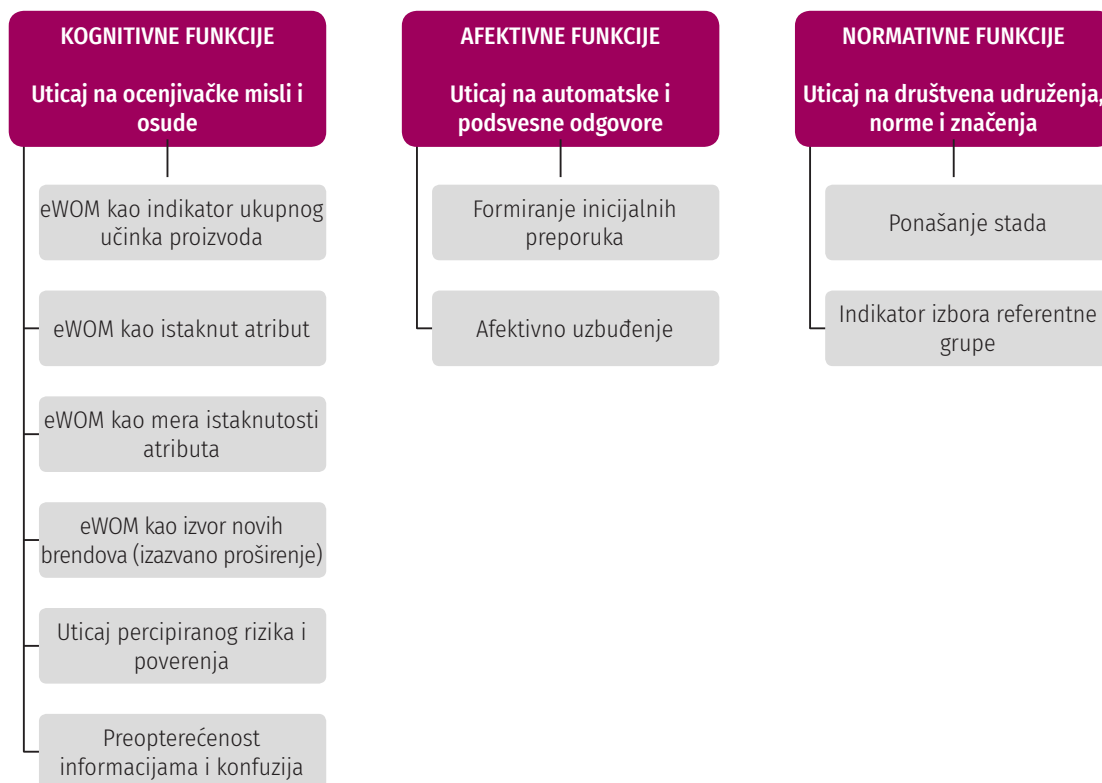 KOGNITIVNE FUNKCIJE
Uticaj na ocenjivačke misli i
osude
eWOM kao indikator ukupnog
učinka proizvoda
eWOM kao istaknut atribut
eWOM kao mera istaknutosti
atributa
eWOM kao izvor novih
brendova (izazvano proširenje)
Uticaj percipiranog rizika i
poverenja
Preopterećenost
informacijama i konfuzija
AFEKTIVNE FUNKCIJE
Uticaj na automatske i
podsvesne odgovore
Formiranje inicijalnih
preporuka
Afektivno uzbuđenje
NORMATIVNE FUNKCIJE
Uticaj na društvena udruženja,
norme i značenja
Ponašanje stada
Indikator izbora referentne
grupe